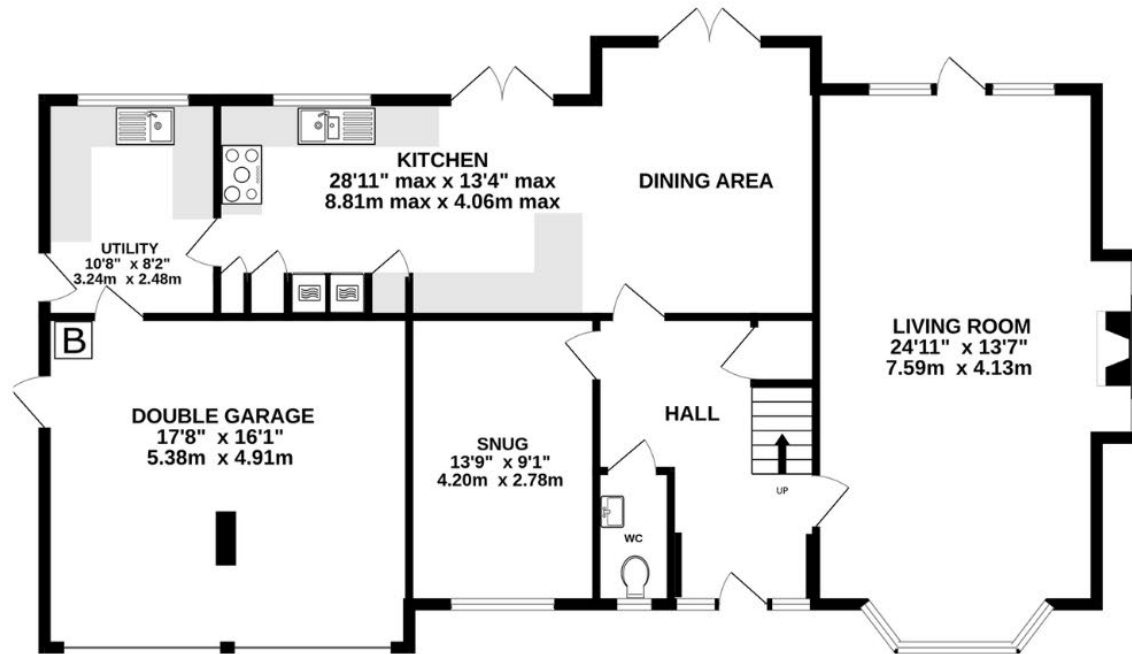 KITCHEN
28'11" max x 13'4" max
8.81m max x 4.06m max
DINING AREA
UTILITY
10'8" x 8'2"
3.24m x 2.48m
B
LIVING ROOM
24'11" x 13'7"
7.59m x 4.13m
DOUBLE GARAGE
17'8" x 16'1"
5.38m x 4.91m
SNUG
13'9" x 9'1"
4.20m x 2.78m
HALL
UP
WC